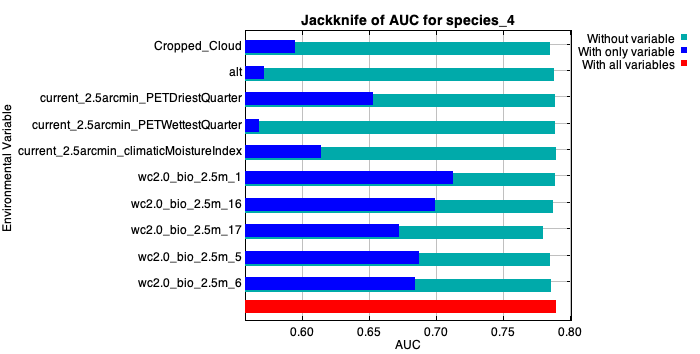 Jackknife of AUC for species_4
Without variable
With only variable
With all variables
Environmental Variable
Cropped_Cloud
alt
current_2.5arcmin_PETDriestQuarter
current_2.5arcmin_PETWettestQuarter
current_2.5arcmin_climaticMoistureIndex
wc2.0_bio_2.5m_1
wc2.0_bio_2.5m_16
wc2.0_bio_2.5m_17
wc2.0_bio_2.5m_5
wc2.0_bio_2.5m_6
0.60 0.65 0.70 0.75 0.80
AUC